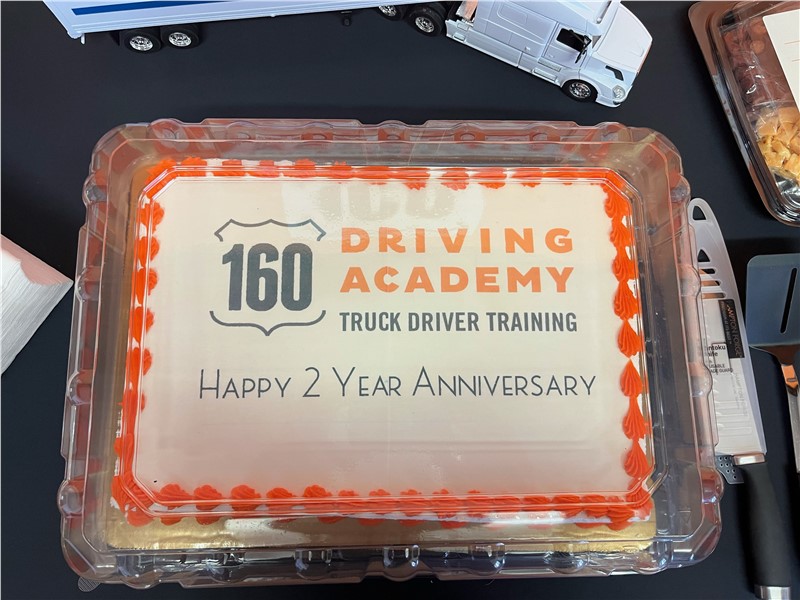 160
DRIVING
ACADEMY
TRUCK DRIVER TRAINING
HAPPY 2 YEAR ANNIVERSARY